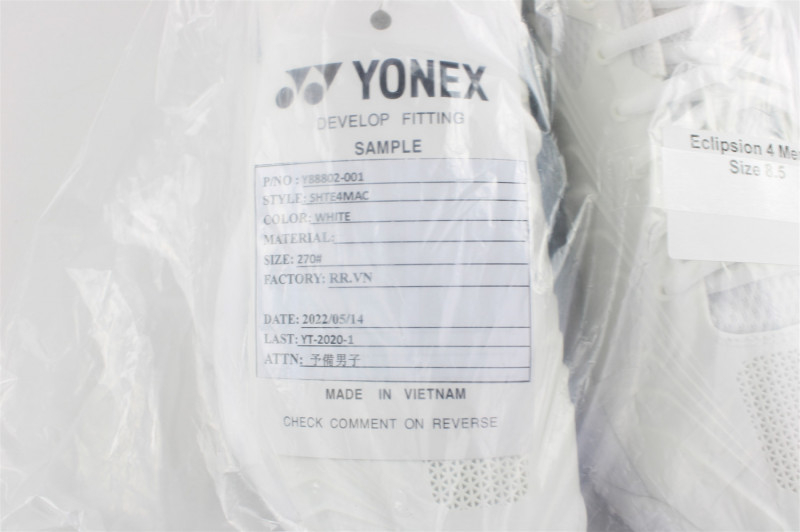 YONEX
DEVELOP FITTING
SAMPLE
P/NO : YB8802-001
STYLE: SHTE4MAC
COLOR: WHITE
MATERIAL:
SIZE: 270#
FACTORY: RR.VN
DATE: 2022/05/14
LAST: YT-2020-1
ATTN: 予備男子
MADE IN VIETNAM
CHECK COMMENT ON REVERSE
Eclipsion 4 Me
Size 8.5